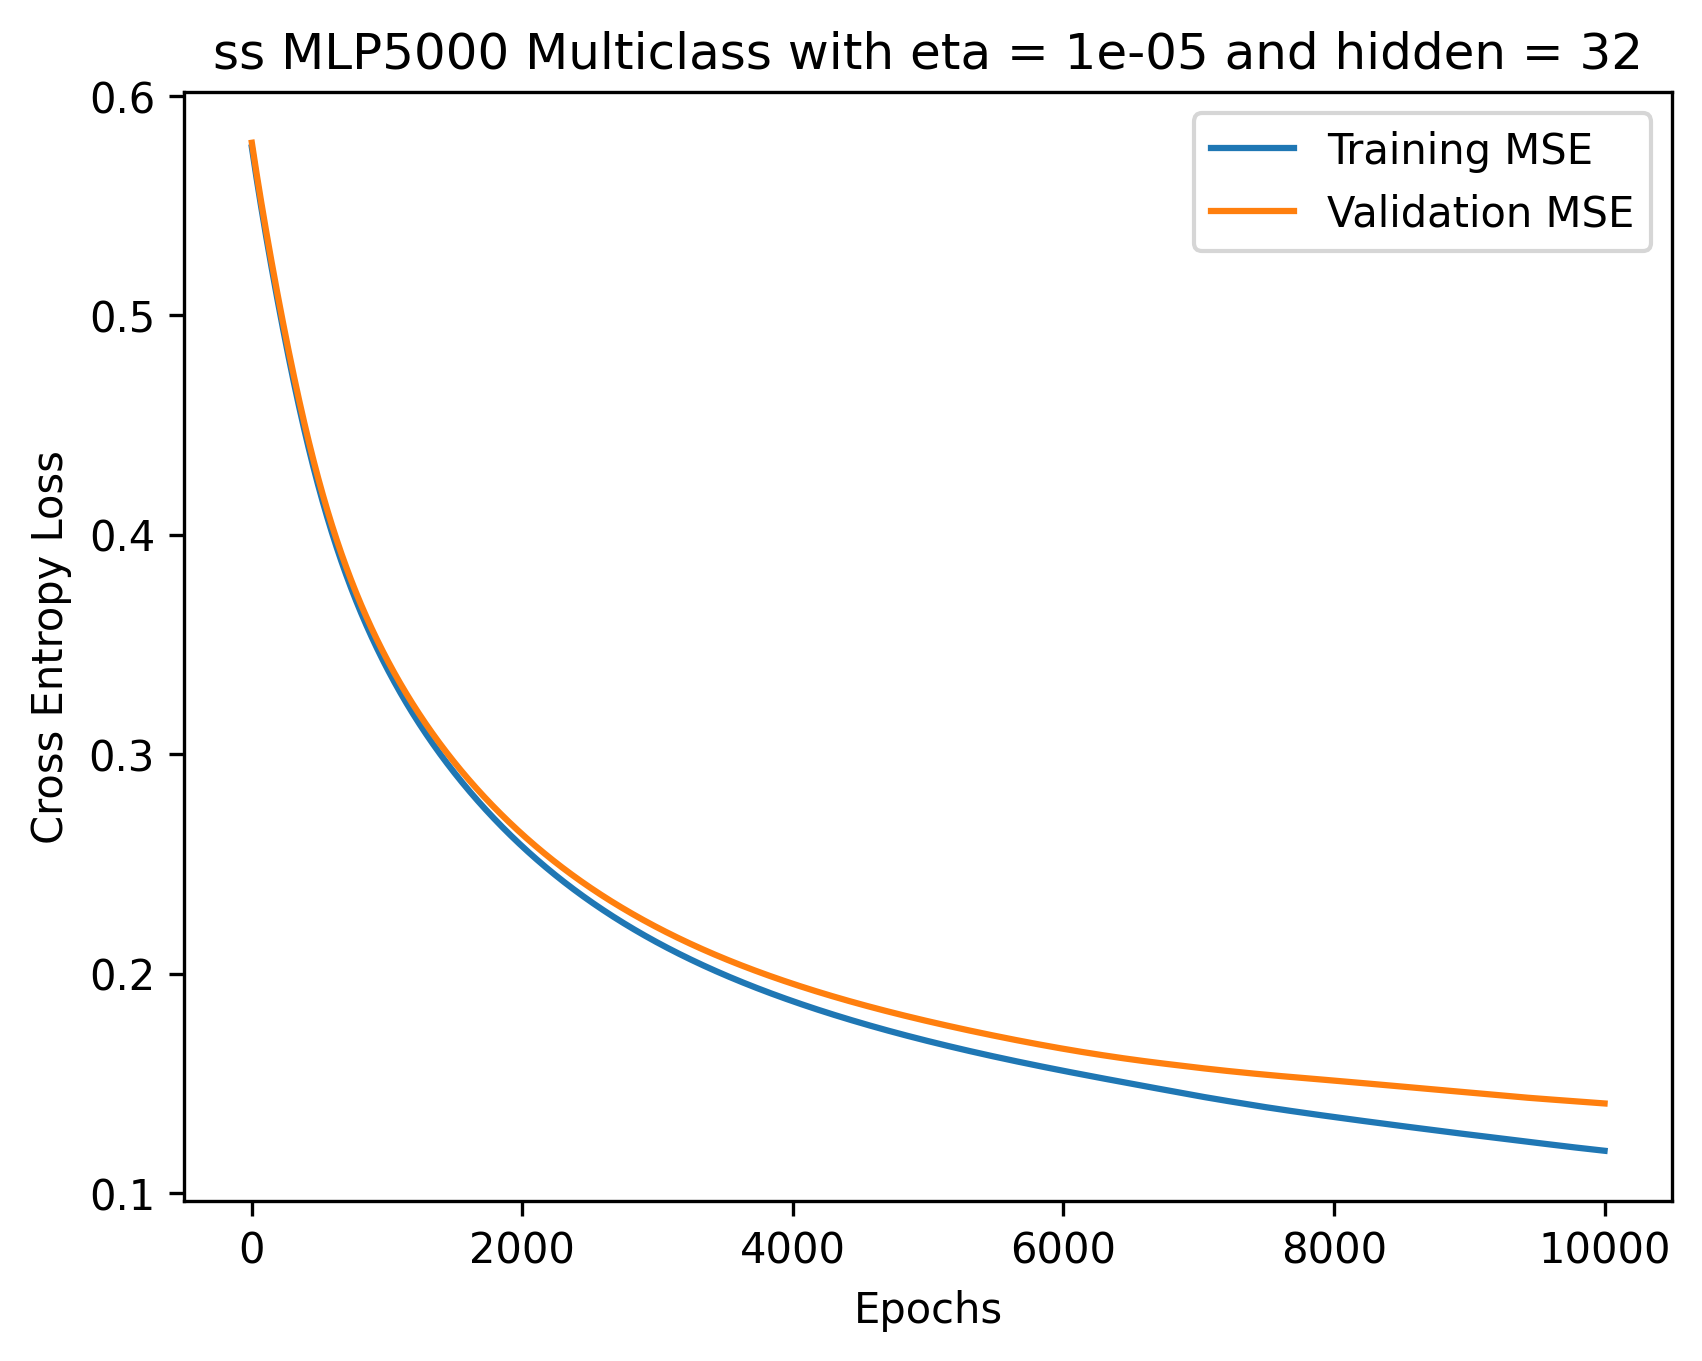 ss MLP5000 Multiclass with eta = 1e-05 and hidden = 32
Training MSE
Validation MSE
Cross Entropy Loss
0.6
0.5
0.4
0.3
0.2
0.1
0 2000 4000 6000 8000 10000
Epochs